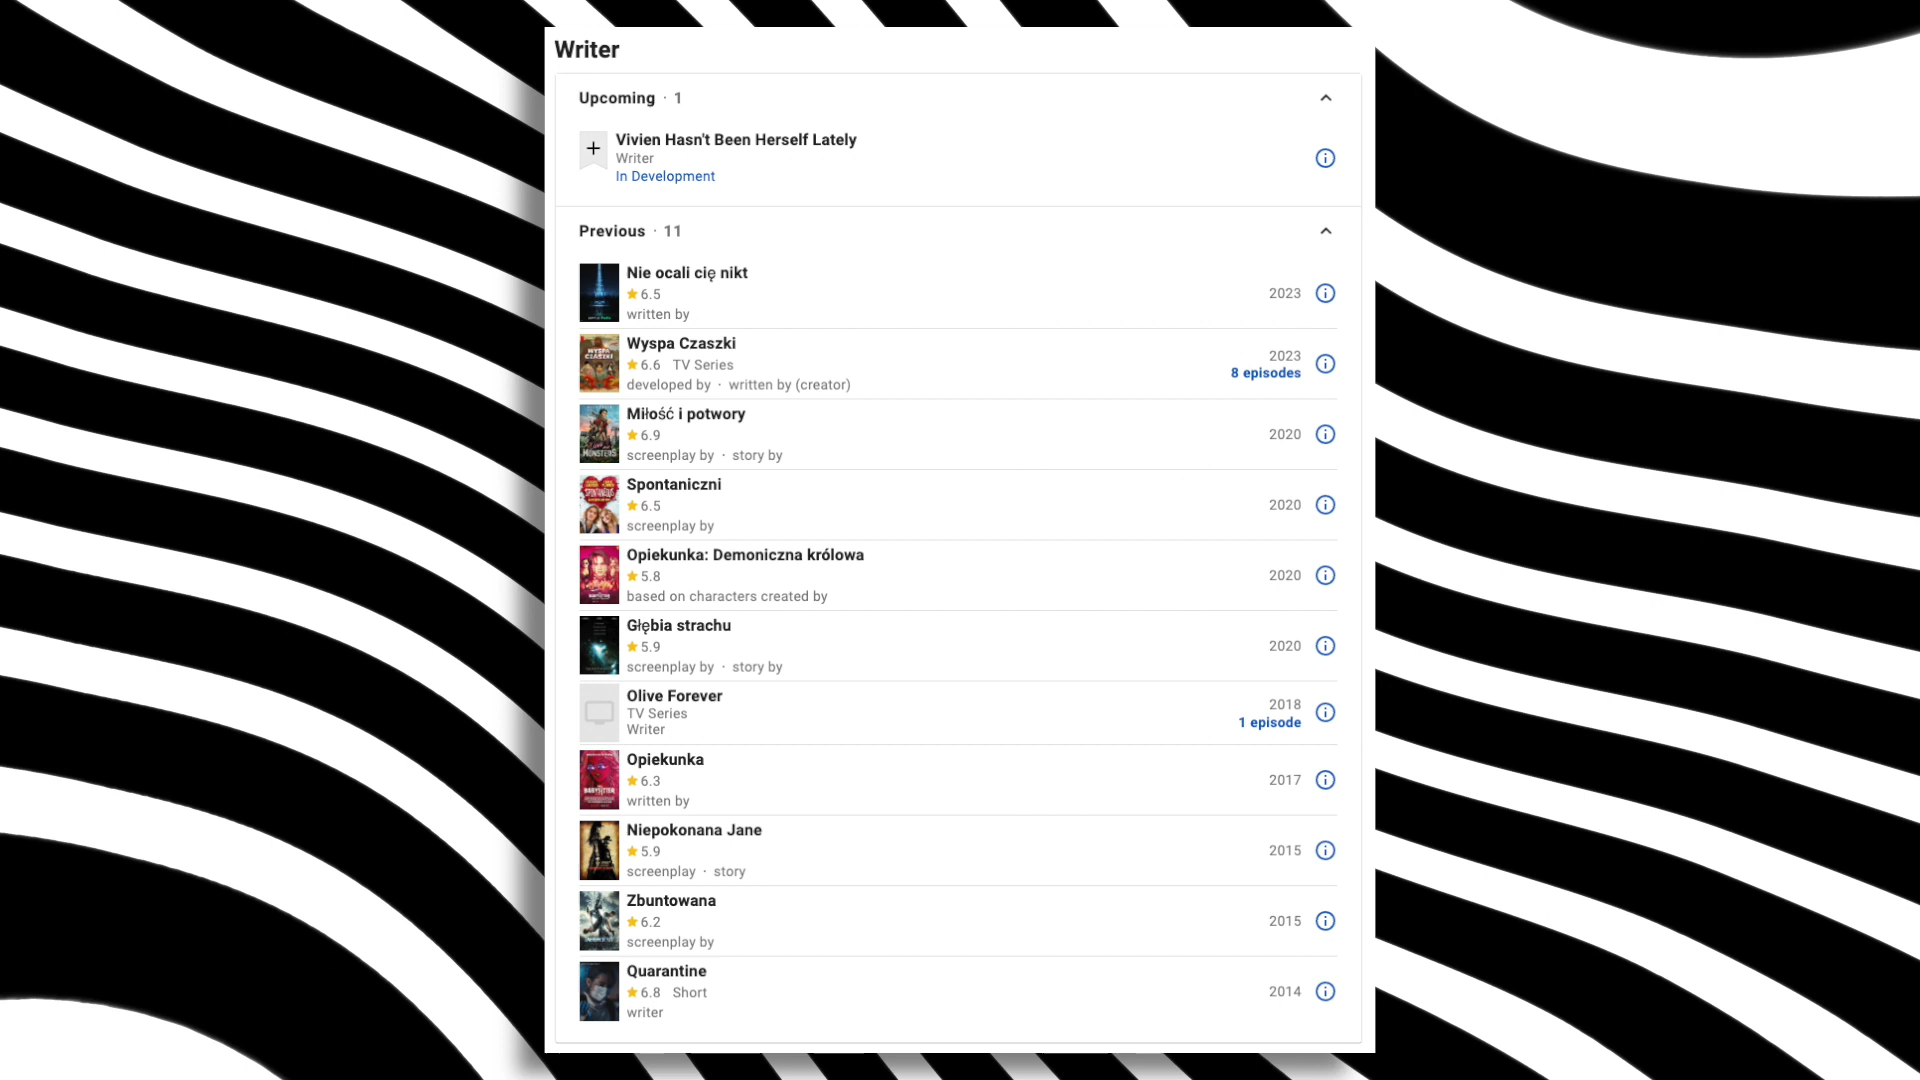 Writer
Upcoming · 1
Vivien Hasn't Been Herself Lately
Writer
In Development
Previous · 11
Nie ocali cię nikt
6.5
written by
2023
Wyspa Czaszki
6.6 TV Series
developed by · written by (creator)
2023
8 episodes
WYSPA
CZASZKI
Miłość i potwory
6.9
screenplay by · story by
2020
MONSTERS
Spontaniczni
6.5
screenplay by
2020
SPONTANEOUS
Opiekunka: Demoniczna królowa
5.8
based on characters created by
2020
Głębia strachu
5.9
screenplay by · story by
2020
Olive Forever
TV Series
Writer
2018
1 episode
Opiekunka
6.3
written by
2017
BABYSITTER
Niepokonana Jane
5.9
screenplay · story
2015
Zbuntowana
6.2
screenplay by
2015
Quarantine
6.8 Short
writer
2014